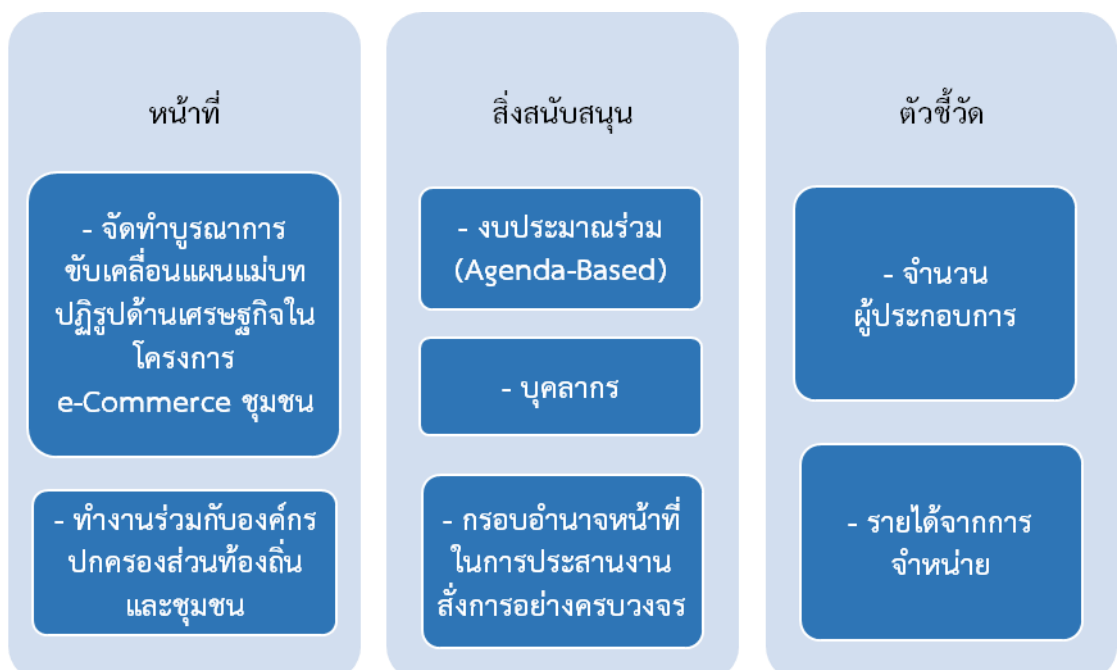 หน้าที่
- จัดทำบูรณาการ
ขับเคลื่อนแผนแม่บท
ปฏิรูปด้านเศรษฐกิจใน
โครงการ
e-Commerce ชุมชน
- ทำงานร่วมกับองค์กร
ปกครองส่วนท้องถิ่น
และชุมชน
สิ่งสนับสนุน
- งบประมาณร่วม
(Agenda-Based)
- บุคลากร
- กรอบอำนาจหน้าที่
ในการประสานงาน
สั่งการอย่างครบวงจร
ตัวชี้วัด
- จำนวน
ผู้ประกอบการ
- รายได้จากการ
จำหน่าย